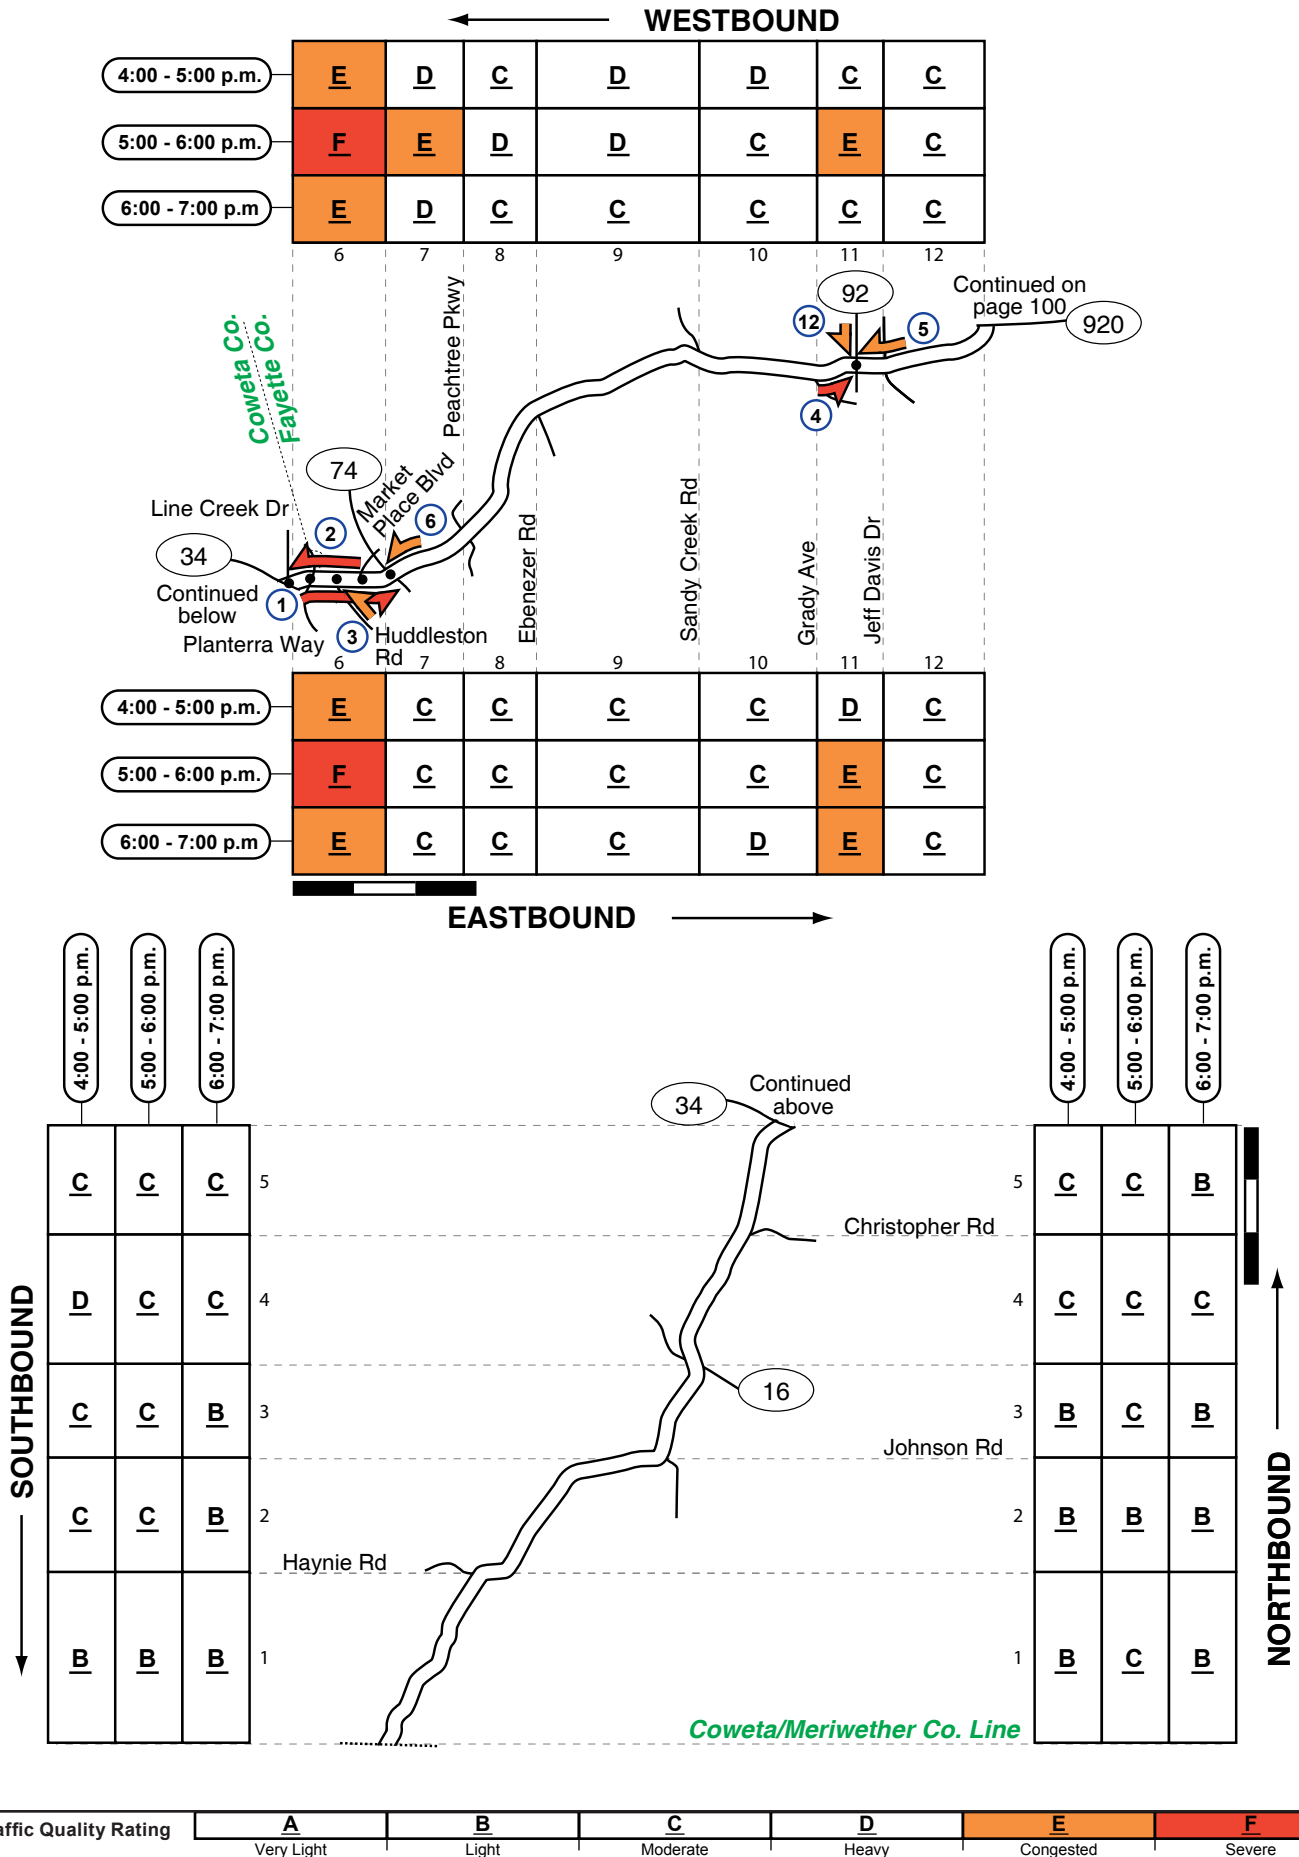 WESTBOUND
4:00 - 5:00 p.m. E D C D D C C
5:00 - 6:00 p.m. F E D D C E C
6:00 - 7:00 p.m E D C C C C C
6 7 8 9 10 11 12
Coweta Co.
Fayette Co.
Peachtree Pkwy
92
Continued on
page 100
920
12
5
4
74
Market
Place Blvd
Line Creek Dr
2
6
34
Continued
below
1
Planterra Way
3
Huddleston
Rd
Ebenezer Rd
Sandy Creek Rd
Grady Ave
Jeff Davis Dr
6 7 8 9 10 11 12
4:00 - 5:00 p.m. E C C C C D C
5:00 - 6:00 p.m. F C C C C E C
6:00 - 7:00 p.m E C C C D E C
EASTBOUND
4:00 - 5:00 p.m.
5:00 - 6:00 p.m.
6:00 - 7:00 p.m.
4:00 - 5:00 p.m.
5:00 - 6:00 p.m.
6:00 - 7:00 p.m.
34
Continued
above
C C C 5
5 C C B
Christopher Rd
D C C 4
4 C C C
SOUTHBOUND
NORTHBOUND
16
C C B 3
3 B C B
Johnson Rd
C C B 2
2 B B B
Haynie Rd
B B B 1
1 B C B
Coweta/Meriwether Co. Line
affic Quality Rating A B C D E F
Very Light Light Moderate Heavy Congested Severe